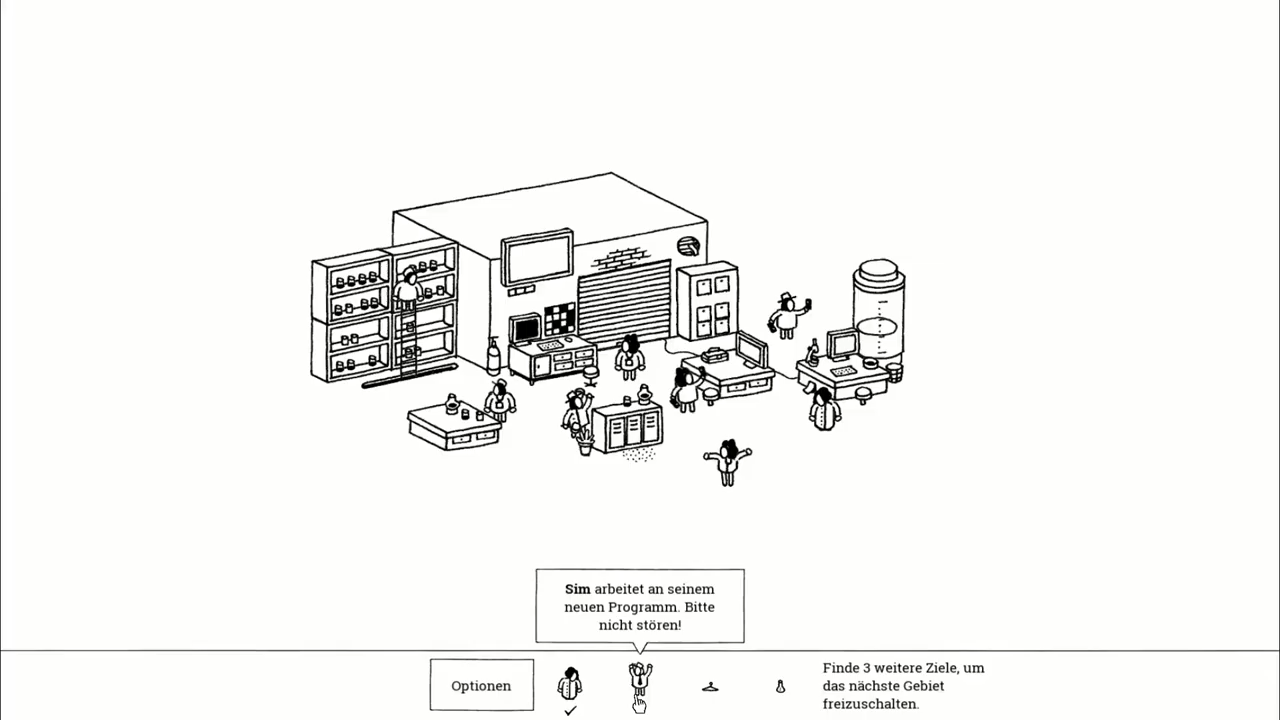 Sim arbeitet an seinem
neuen Programm. Bitte
nicht stören!
Optionen
Finde 3 weitere Ziele, um
das nächste Gebiet
freizuschalten.